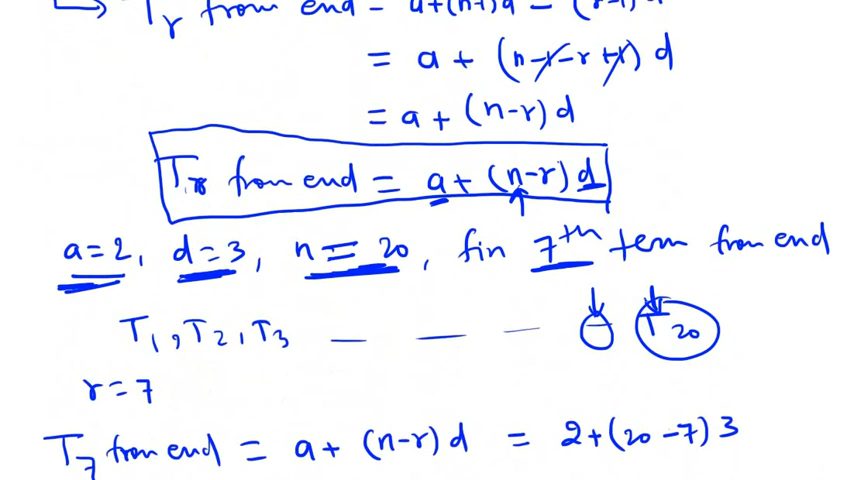 Tr from end = a+(n-1)d - (r-1)d
= a + (n-1-r+1)d
= a + (n-r)d
Tr from end = a + (n-r)d
a=2, d=3, n=20, fin 7th term from end
T1, T2, T3 — — — — T20
r=7
T7 from end = a + (n-r)d = 2+(20-7)3